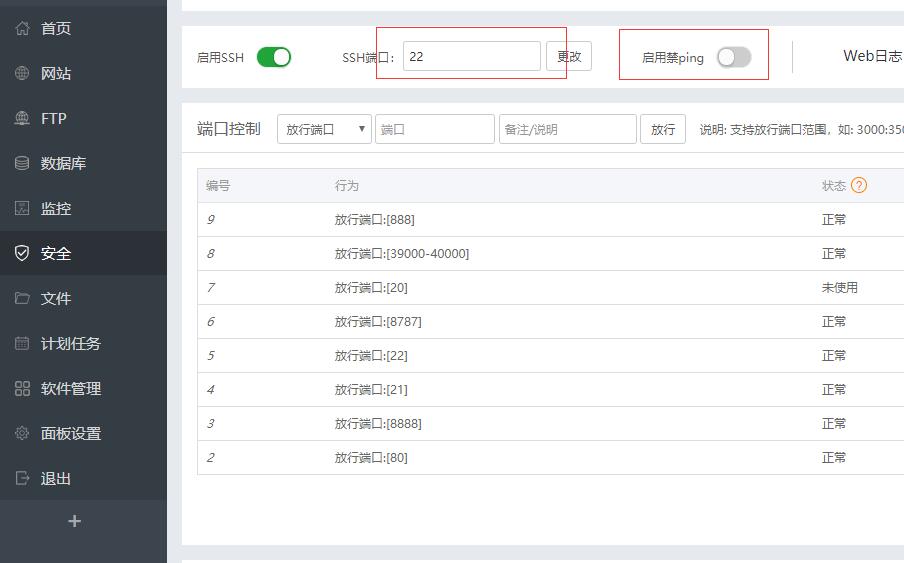 首页
网站
FTP
数据库
监控
安全
文件
计划任务
软件管理
面板设置
退出
+
启用SSH SSH端口: 22 更改 启用禁ping Web日志
端口控制 放行端口 端口 备注/说明 放行 说明: 支持放行端口范围，如: 3000:350
编号 行为 状态 ?
9 放行端口:[888] 正常
8 放行端口:[39000-40000] 正常
7 放行端口:[20] 未使用
6 放行端口:[8787] 正常
5 放行端口:[22] 正常
4 放行端口:[21] 正常
3 放行端口:[8888] 正常
2 放行端口:[80] 正常